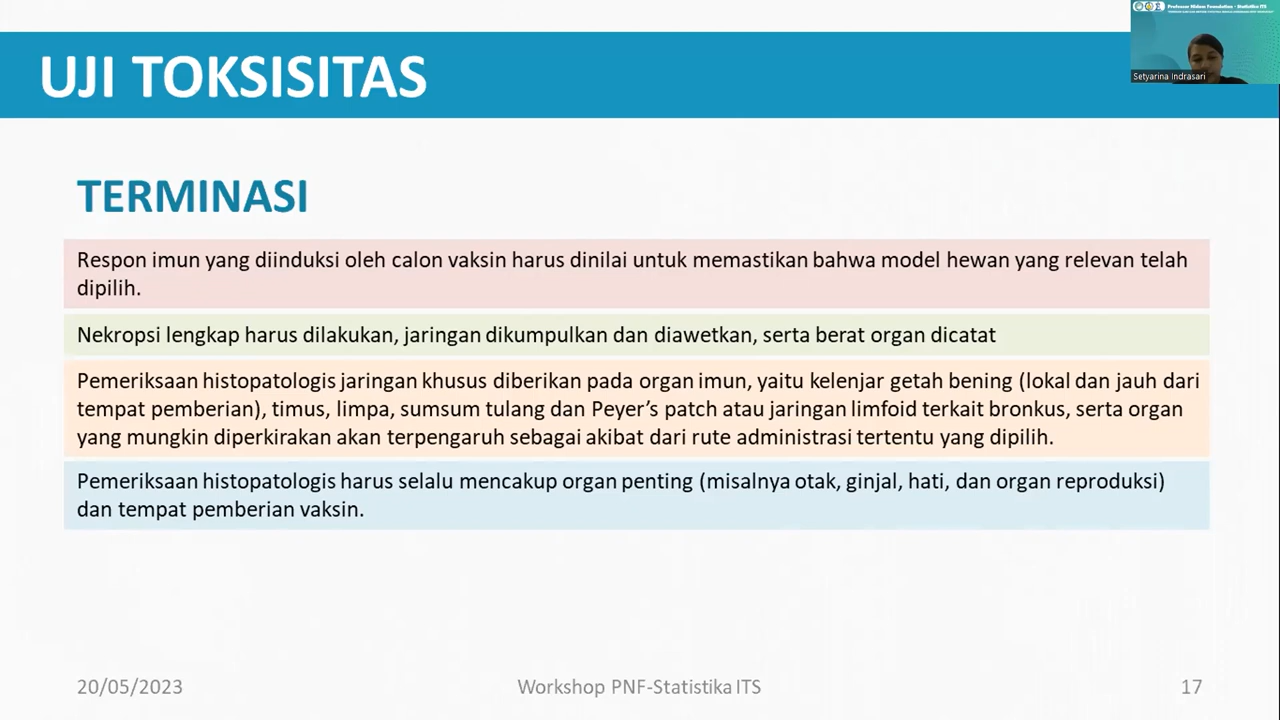 Professor Nidom Foundation - Statistika ITS
Setyarina Indrasari
UJI TOKSISITAS
TERMINASI
Respon imun yang diinduksi oleh calon vaksin harus dinilai untuk memastikan bahwa model hewan yang relevan telah
dipilih.
Nekropsi lengkap harus dilakukan, jaringan dikumpulkan dan diawetkan, serta berat organ dicatat
Pemeriksaan histopatologis jaringan khusus diberikan pada organ imun, yaitu kelenjar getah bening (lokal dan jauh dari
tempat pemberian), timus, limpa, sumsum tulang dan Peyer’s patch atau jaringan limfoid terkait bronkus, serta organ
yang mungkin diperkirakan akan terpengaruh sebagai akibat dari rute administrasi tertentu yang dipilih.
Pemeriksaan histopatologis harus selalu mencakup organ penting (misalnya otak, ginjal, hati, dan organ reproduksi)
dan tempat pemberian vaksin.
20/05/2023
Workshop PNF-Statistika ITS
17